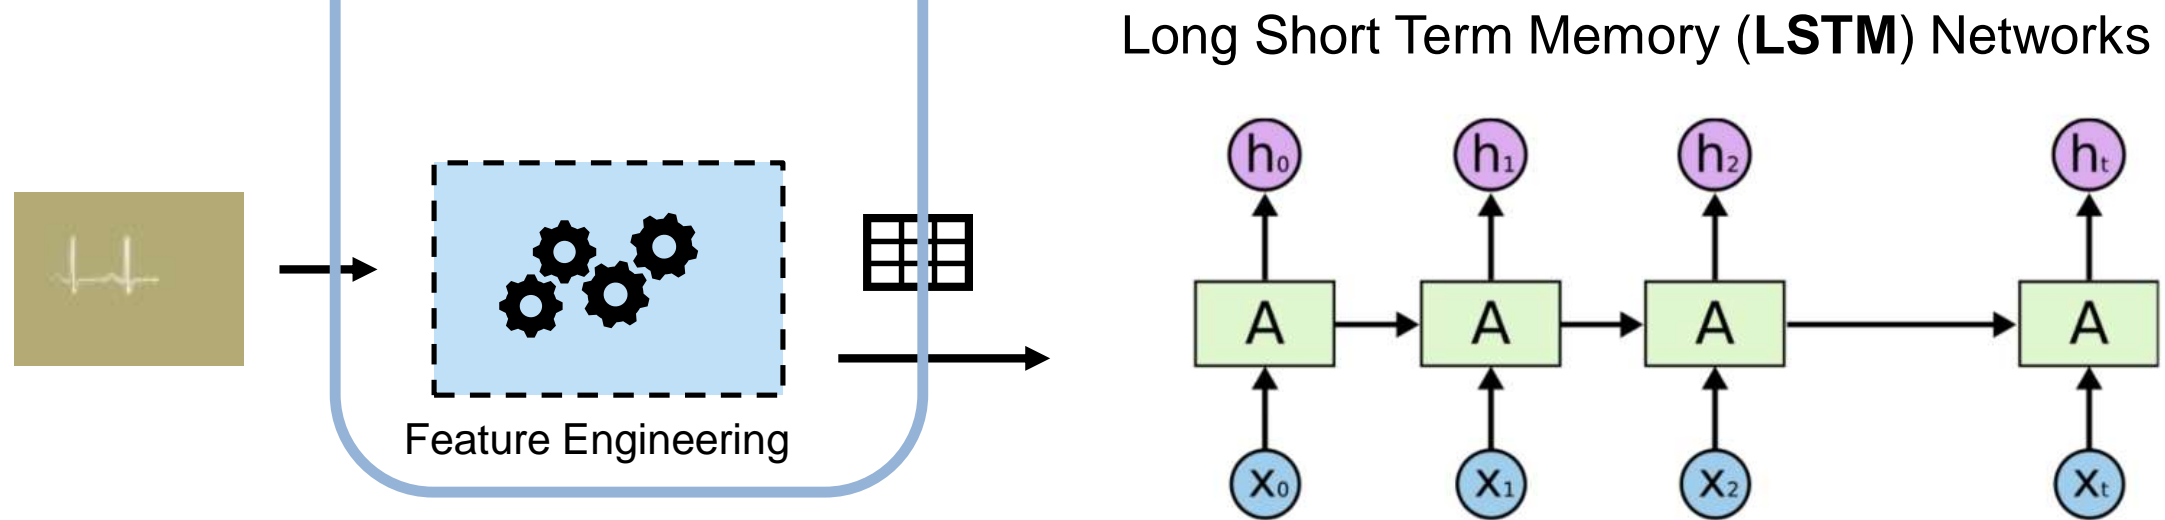 Long Short Term Memory (LSTM) Networks
h₀ h₁ h₂ hₜ
A A A A
x₀ x₁ x₂ xₜ
Feature Engineering